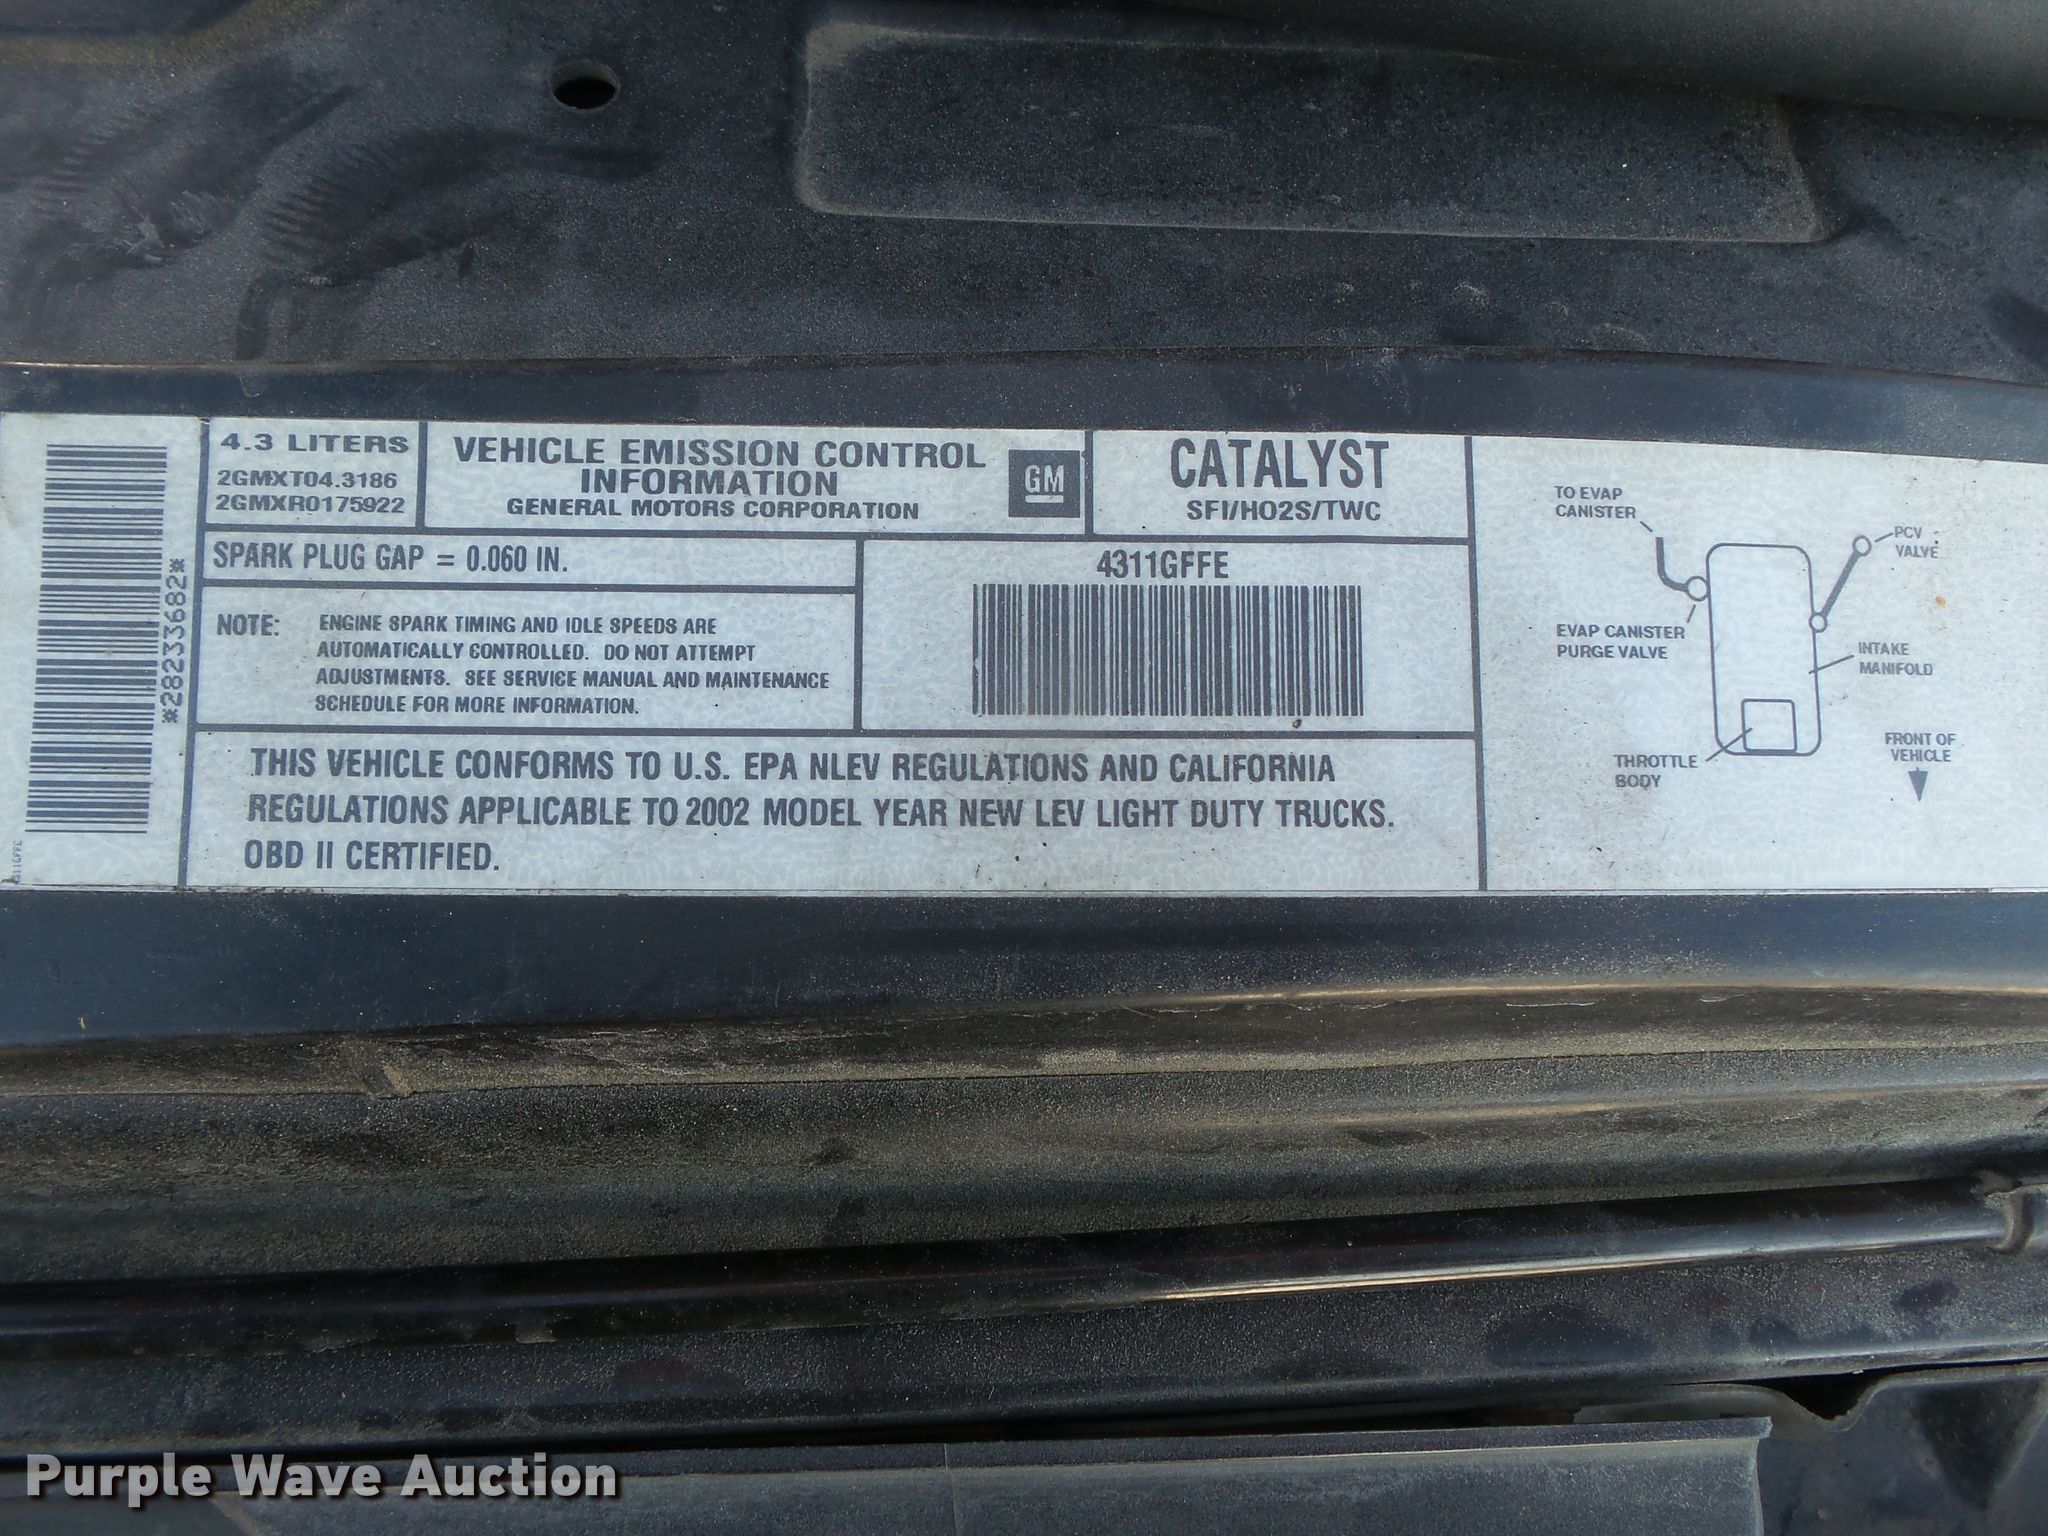 *28233682*
4311GFFE
4.3 LITERS
2GMXT04.3186
2GMXR0175922
VEHICLE EMISSION CONTROL
INFORMATION
GENERAL MOTORS CORPORATION
GM
CATALYST
SFI/HO2S/TWC
SPARK PLUG GAP = 0.060 IN.
NOTE: ENGINE SPARK TIMING AND IDLE SPEEDS ARE
AUTOMATICALLY CONTROLLED. DO NOT ATTEMPT
ADJUSTMENTS. SEE SERVICE MANUAL AND MAINTENANCE
SCHEDULE FOR MORE INFORMATION.
4311GFFE
THIS VEHICLE CONFORMS TO U.S. EPA NLEV REGULATIONS AND CALIFORNIA
REGULATIONS APPLICABLE TO 2002 MODEL YEAR NEW LEV LIGHT DUTY TRUCKS.
OBD II CERTIFIED.
TO EVAP
CANISTER
PCV
VALVE
EVAP CANISTER
PURGE VALVE
INTAKE
MANIFOLD
THROTTLE
BODY
FRONT OF
VEHICLE
Purple Wave Auction